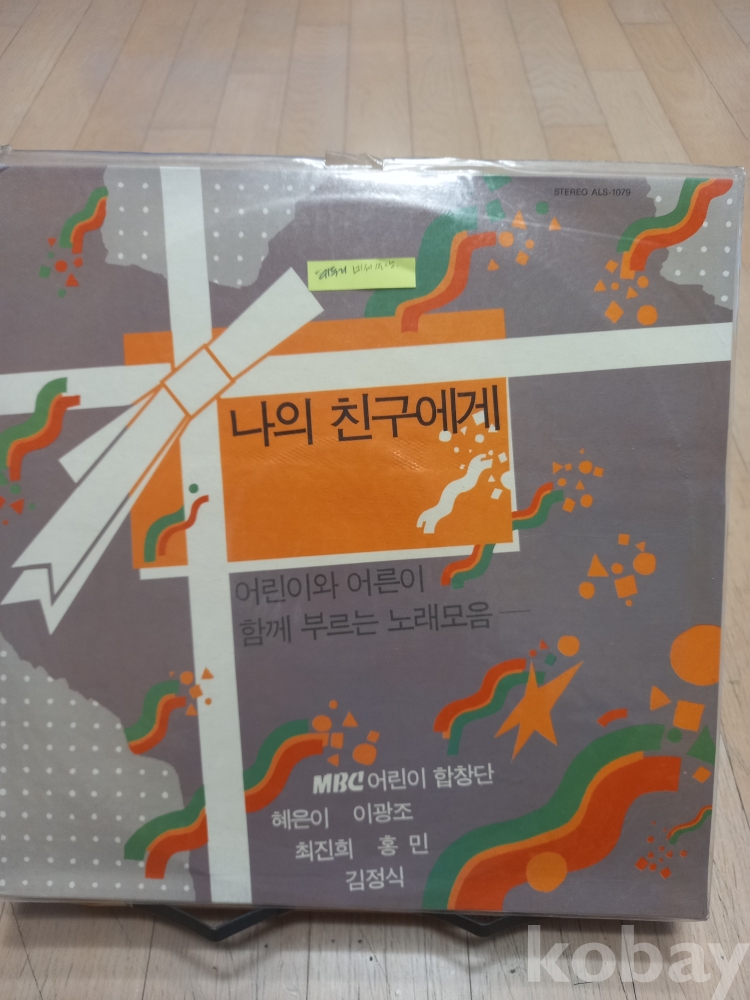 STEREO ALS-1079
나의 친구에게
어린이와 어른이
함께 부르는 노래모음 —
MBC 어린이 합창단
혜은이 이광조
최진희 홍 민
김정식
kobay